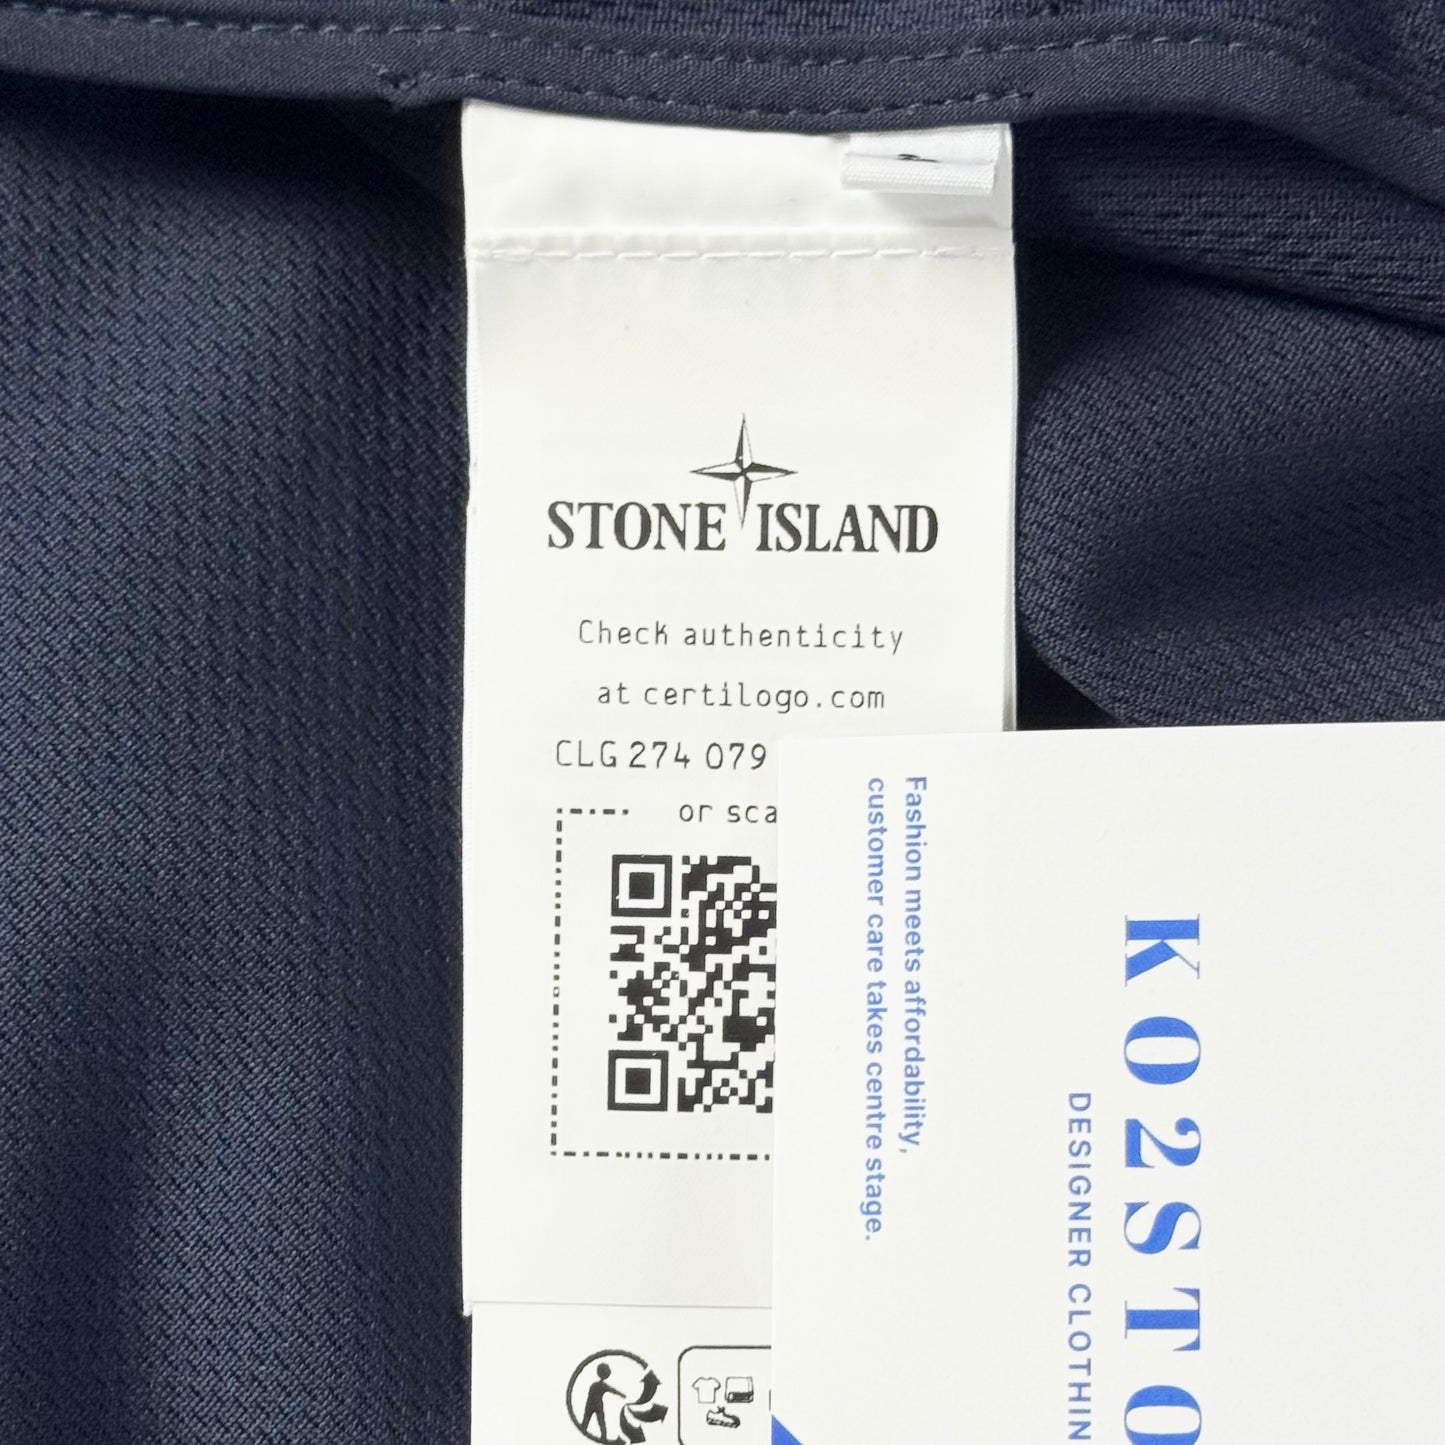 STONE ISLAND
Check authenticity
at certilogo.com
CLG 274 079
or sca
Fashion meets affordability,
customer care takes centre stage.
KO2STO
DESIGNER CLOTHIN